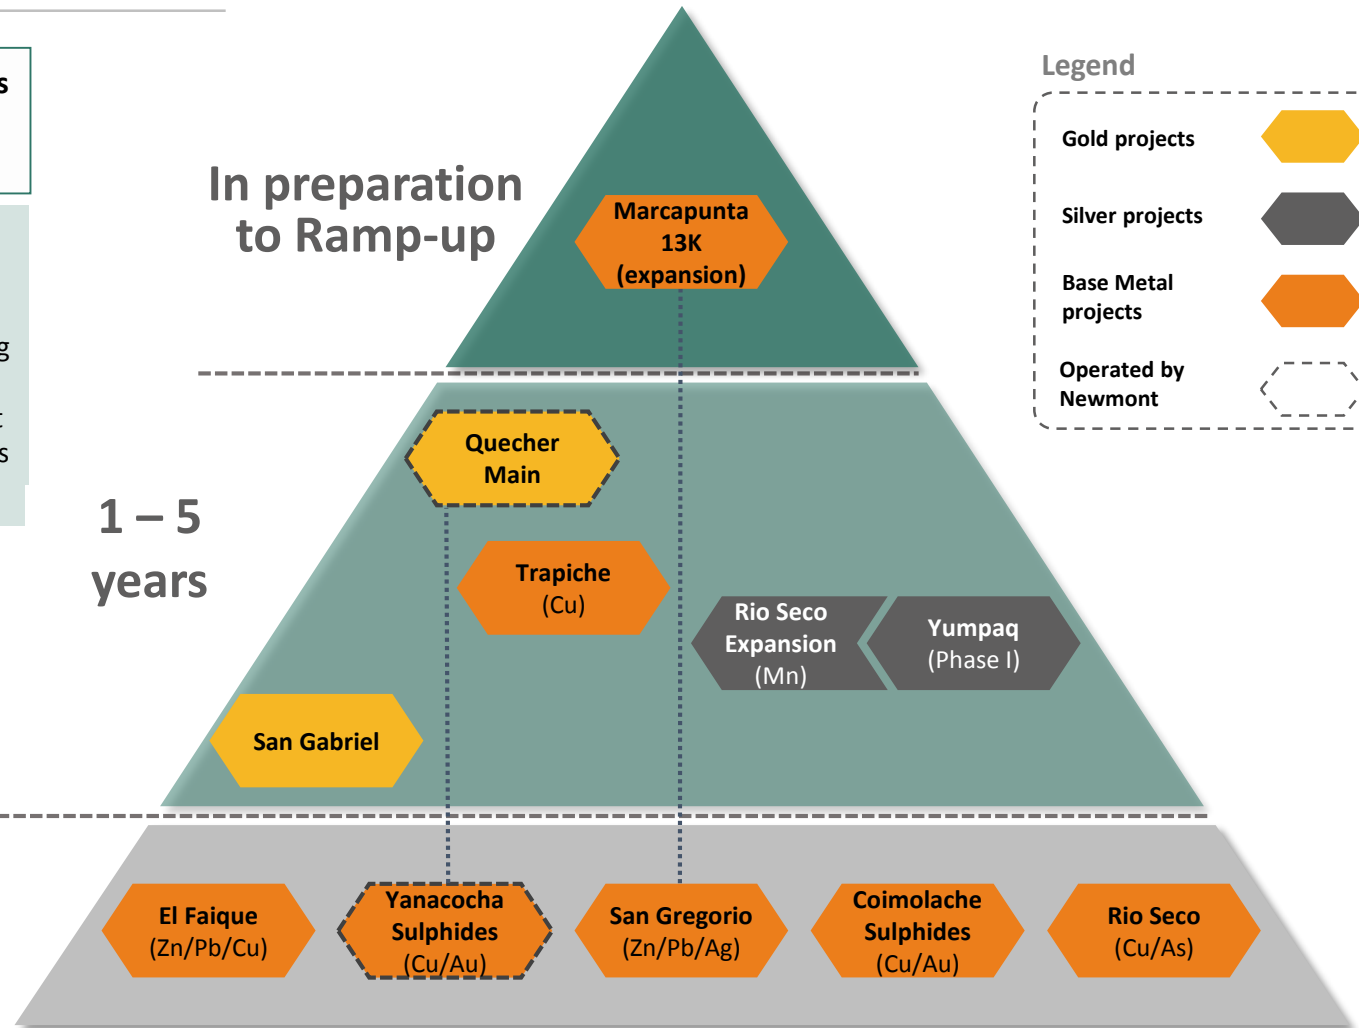 s
g
t
s
In preparation
to Ramp-up
Marcapunta
13K
(expansion)
Legend
Gold projects
Silver projects
Base Metal
projects
Operated by
Newmont
1 – 5
years
Quecher
Main
Trapiche
(Cu)
Rio Seco
Expansion
(Mn)
Yumpaq
(Phase I)
San Gabriel
El Faique
(Zn/Pb/Cu)
Yanacocha
Sulphides
(Cu/Au)
San Gregorio
(Zn/Pb/Ag)
Coimolache
Sulphides
(Cu/Au)
Rio Seco
(Cu/As)